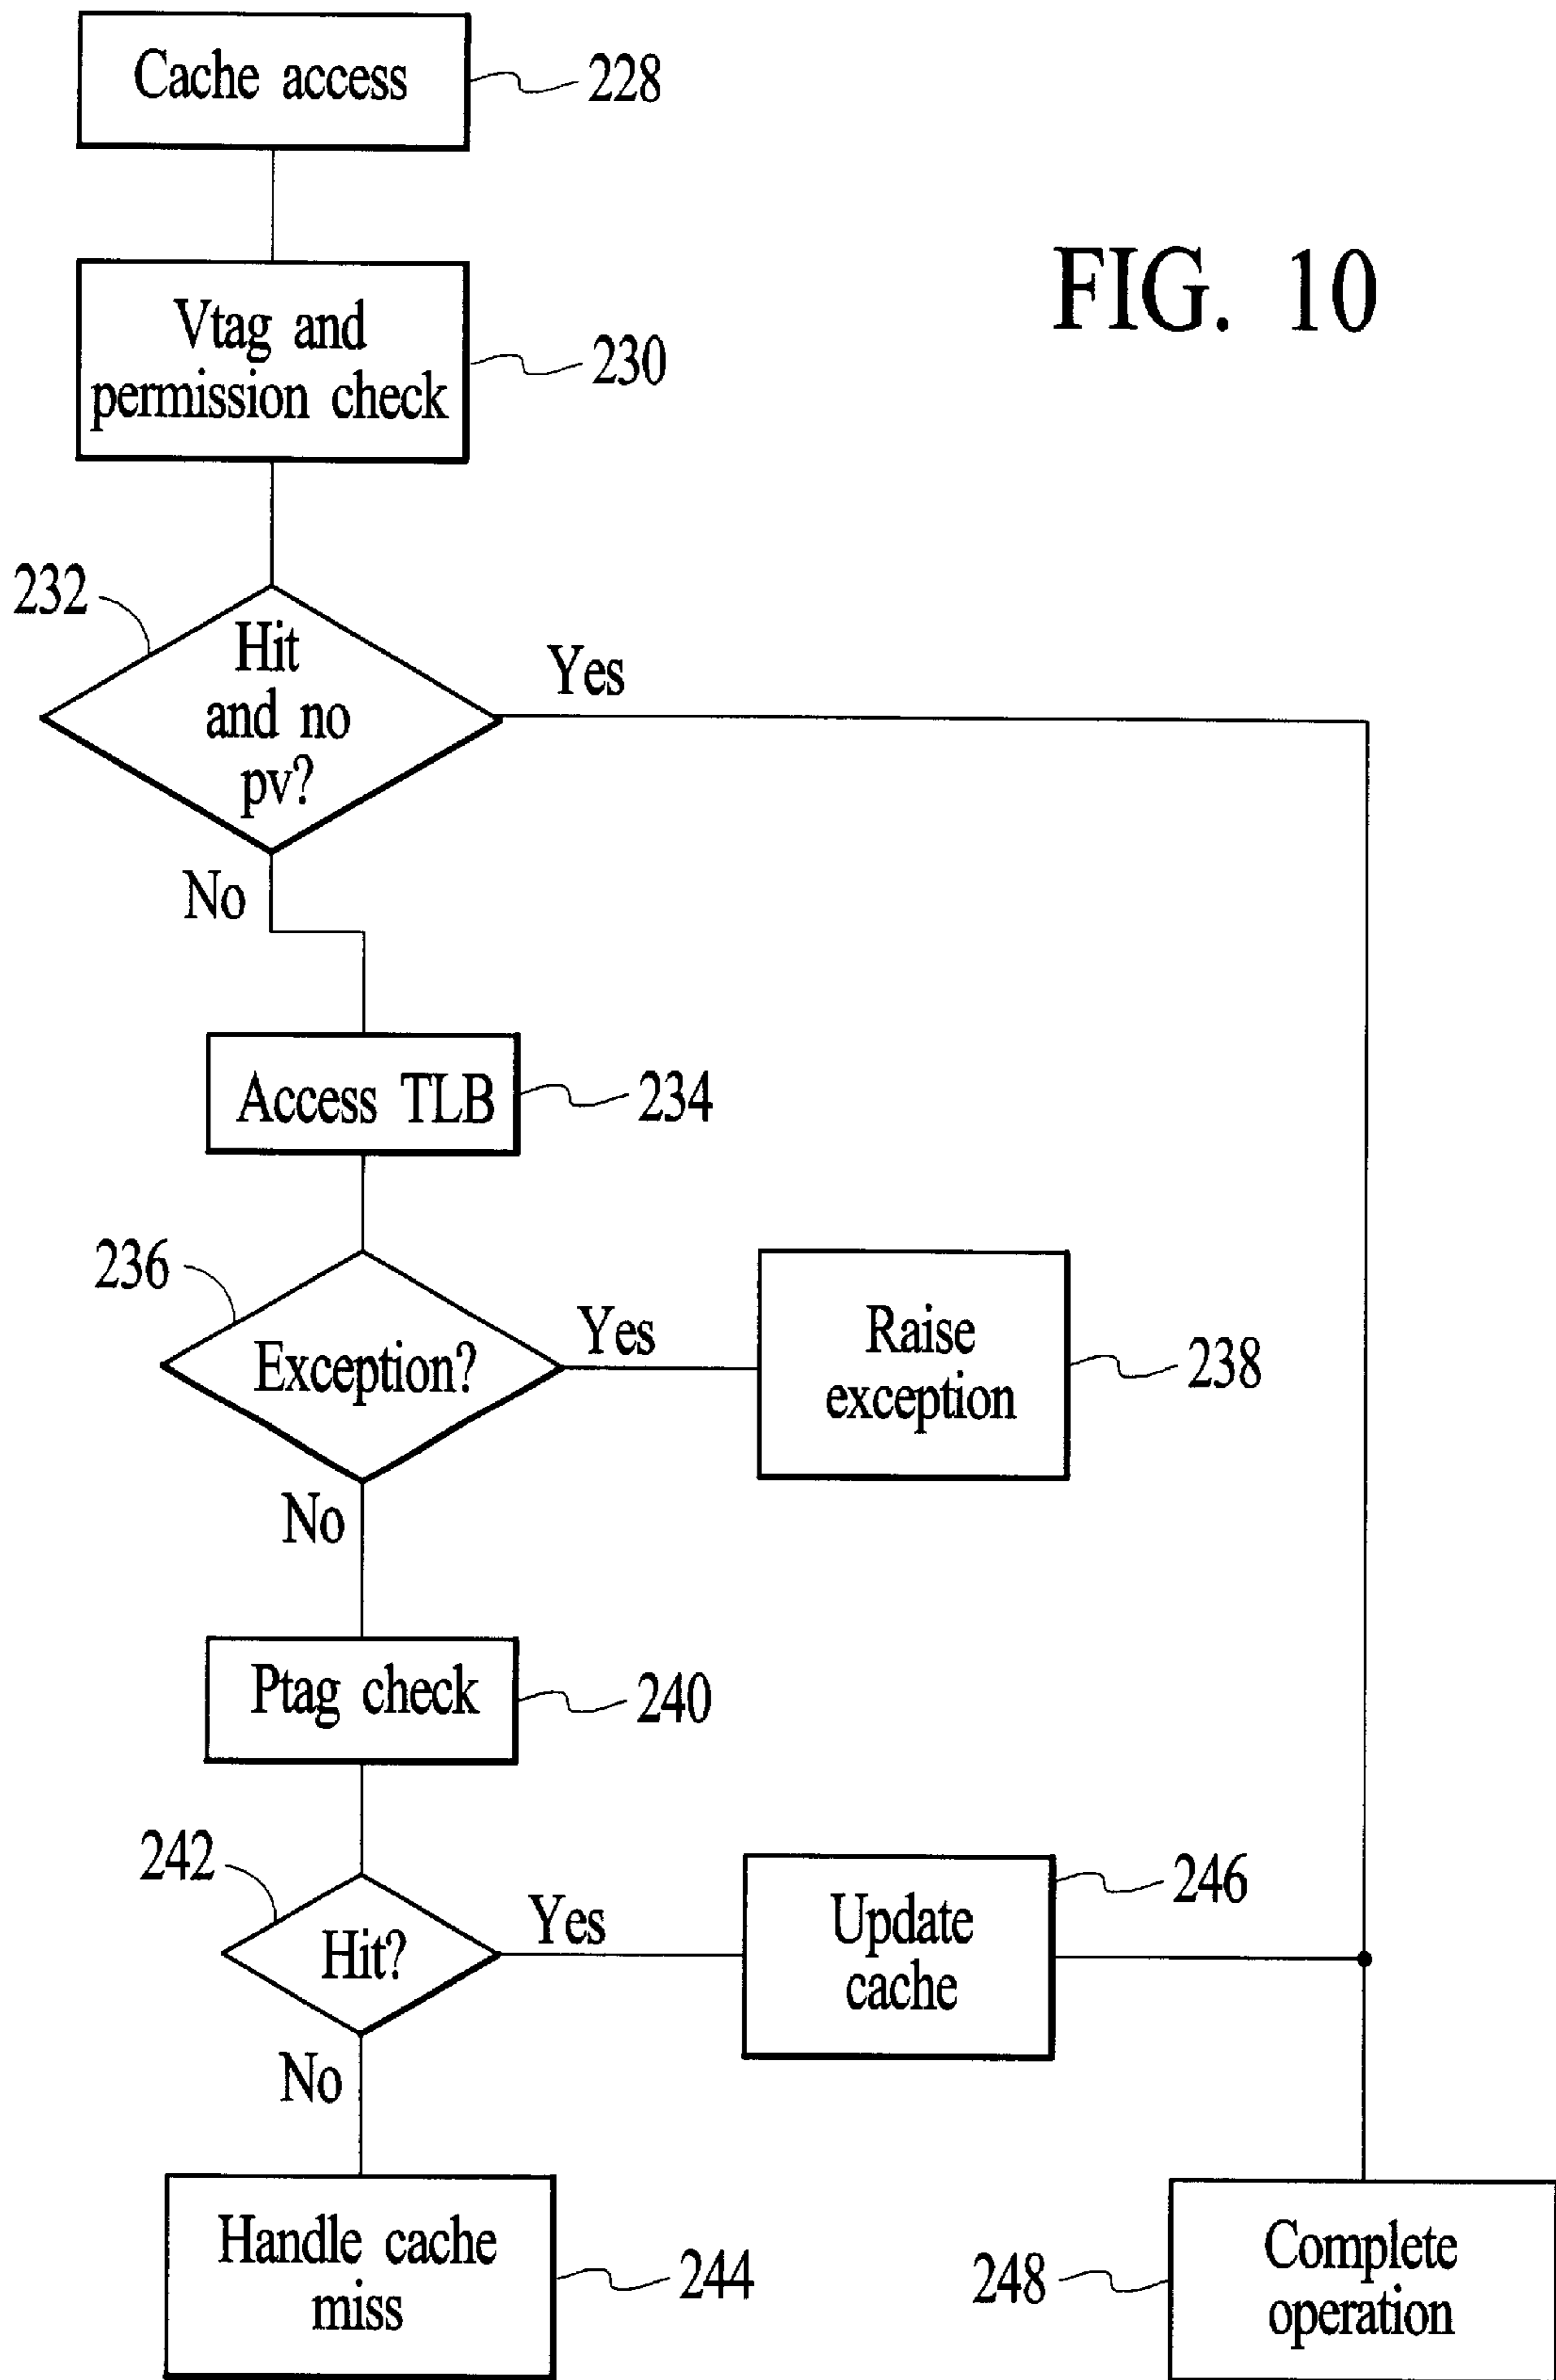 Cache access
228
FIG. 10
Vtag and
permission check
230
232
Hit
and no
pv?
Yes
No
Access TLB
234
236
Exception?
Yes
Raise
exception
238
No
Ptag check
240
242
Hit?
Yes
Update
cache
246
No
Handle cache
miss
244
248
Complete
operation